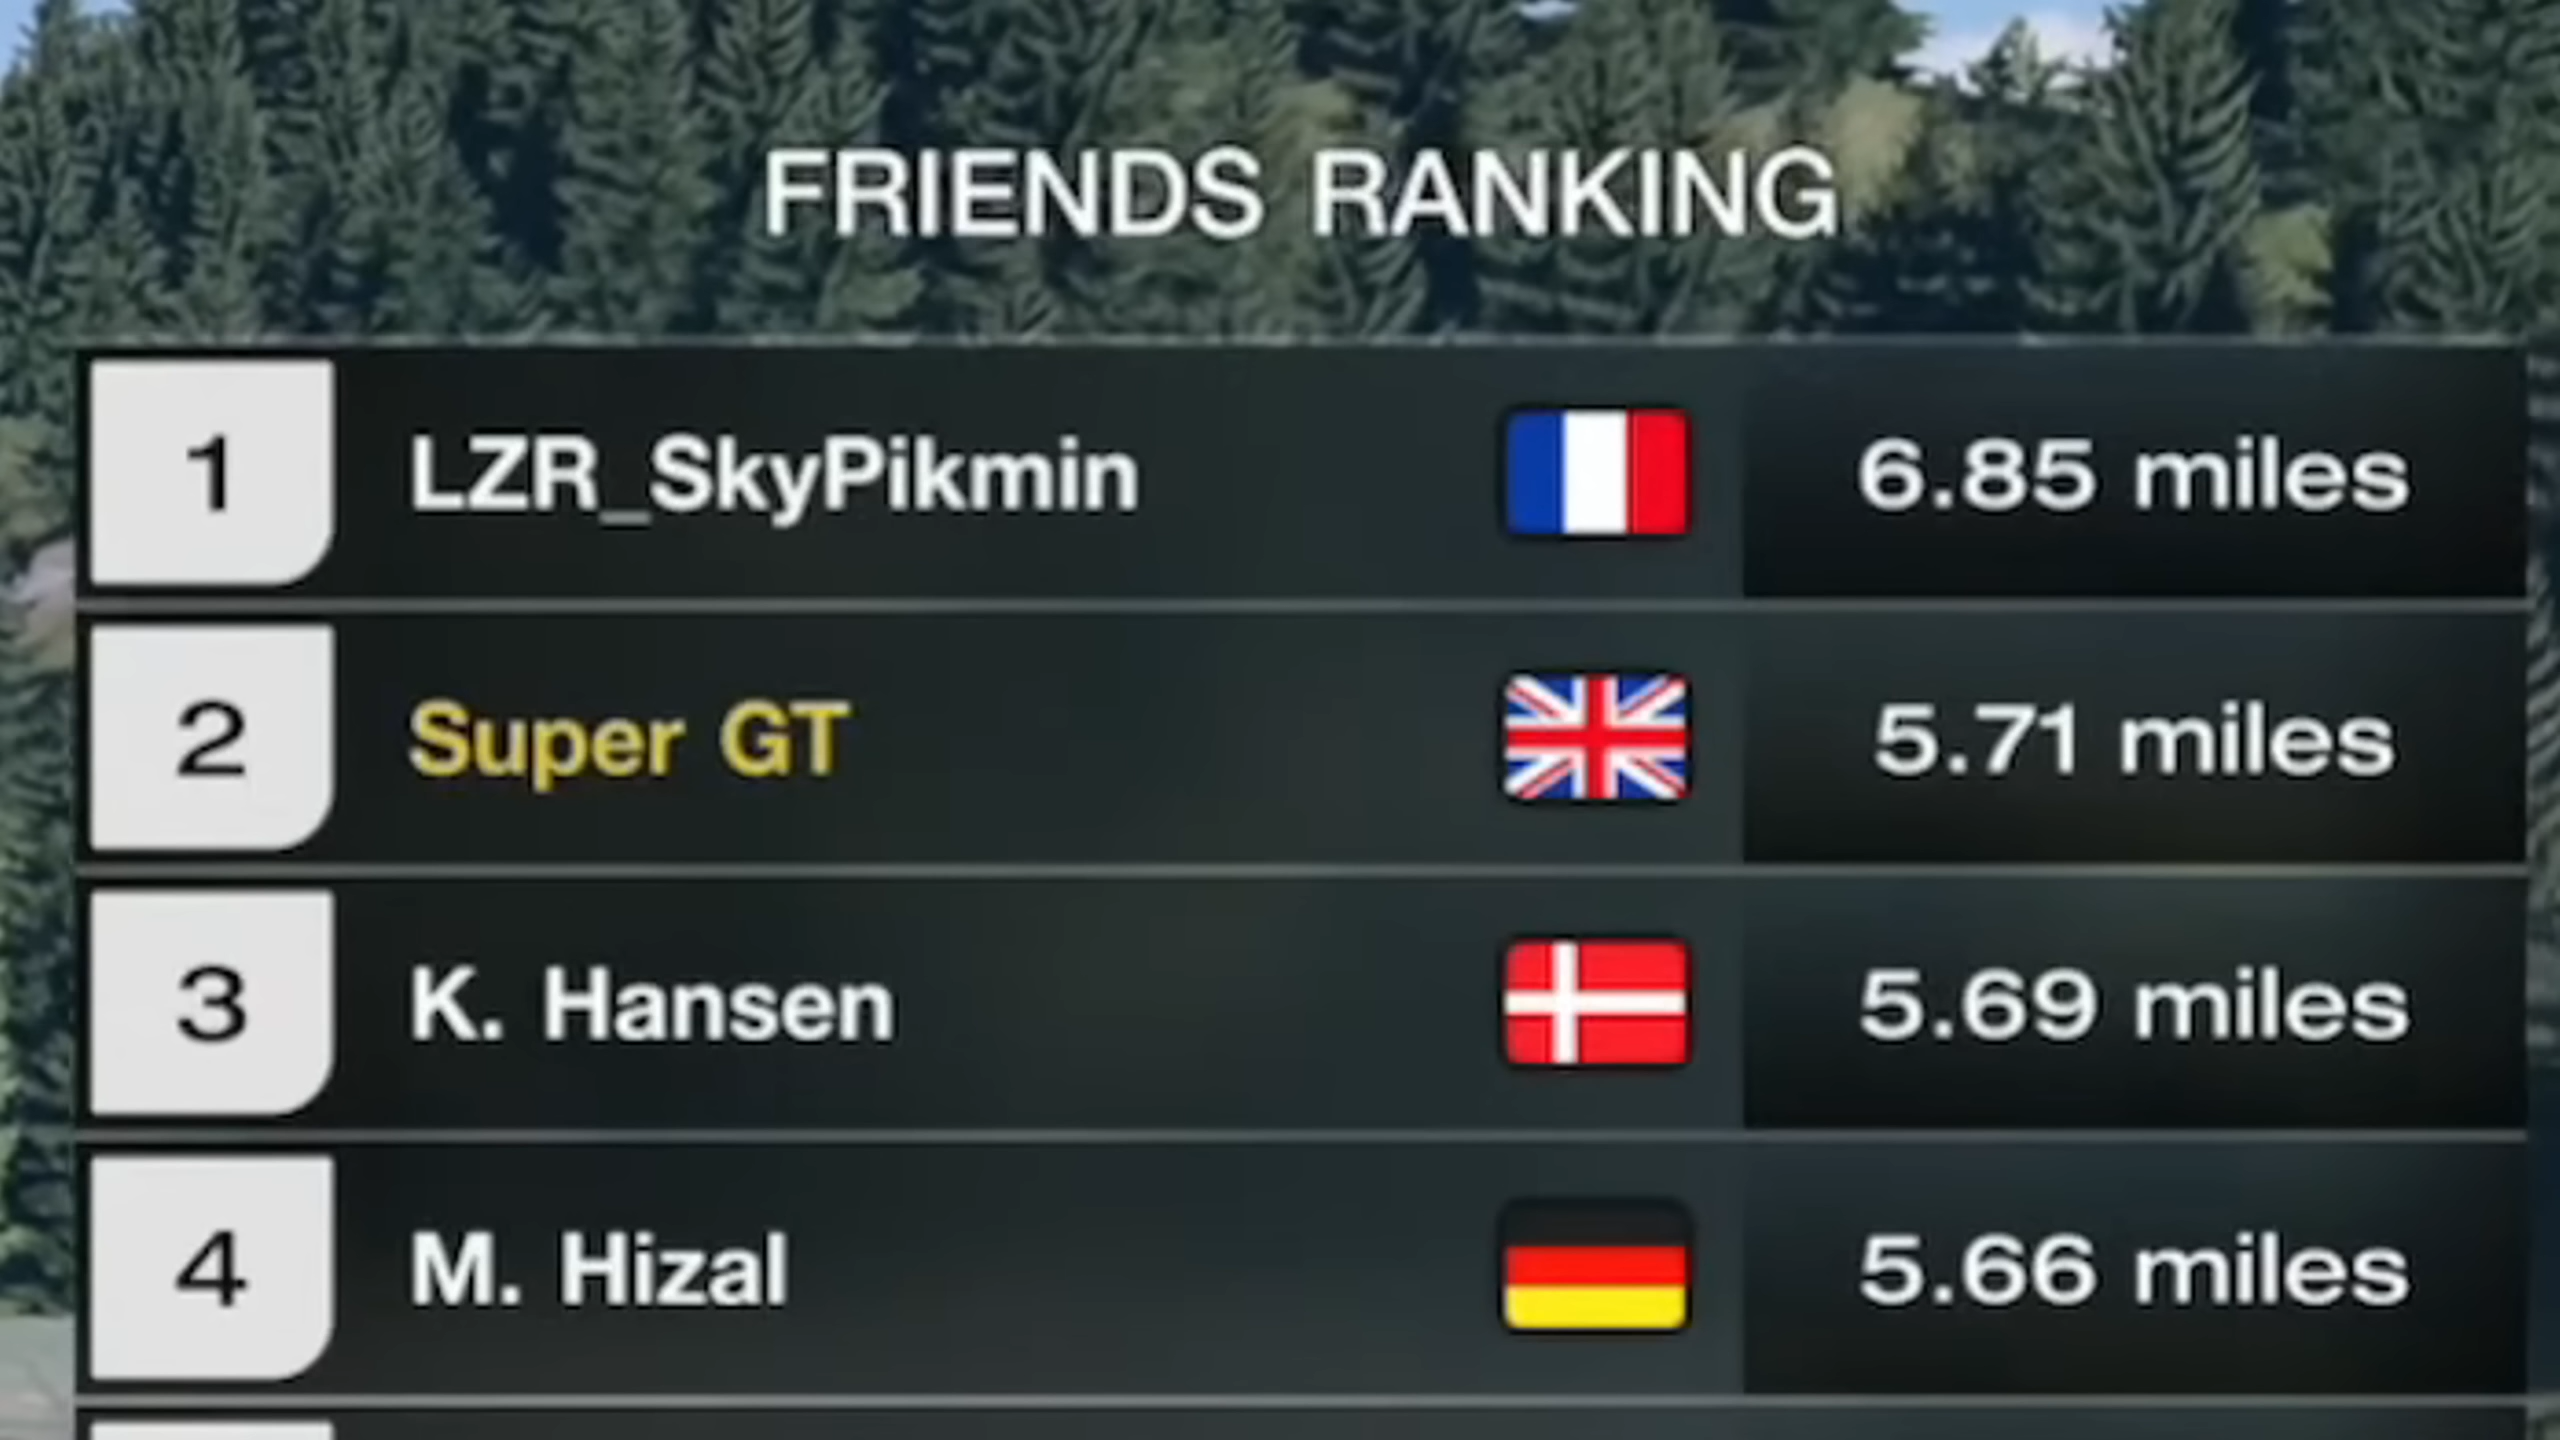 FRIENDS RANKING
1 LZR_SkyPikmin 6.85 miles
2 Super GT 5.71 miles
3 K. Hansen 5.69 miles
4 M. Hizal 5.66 miles